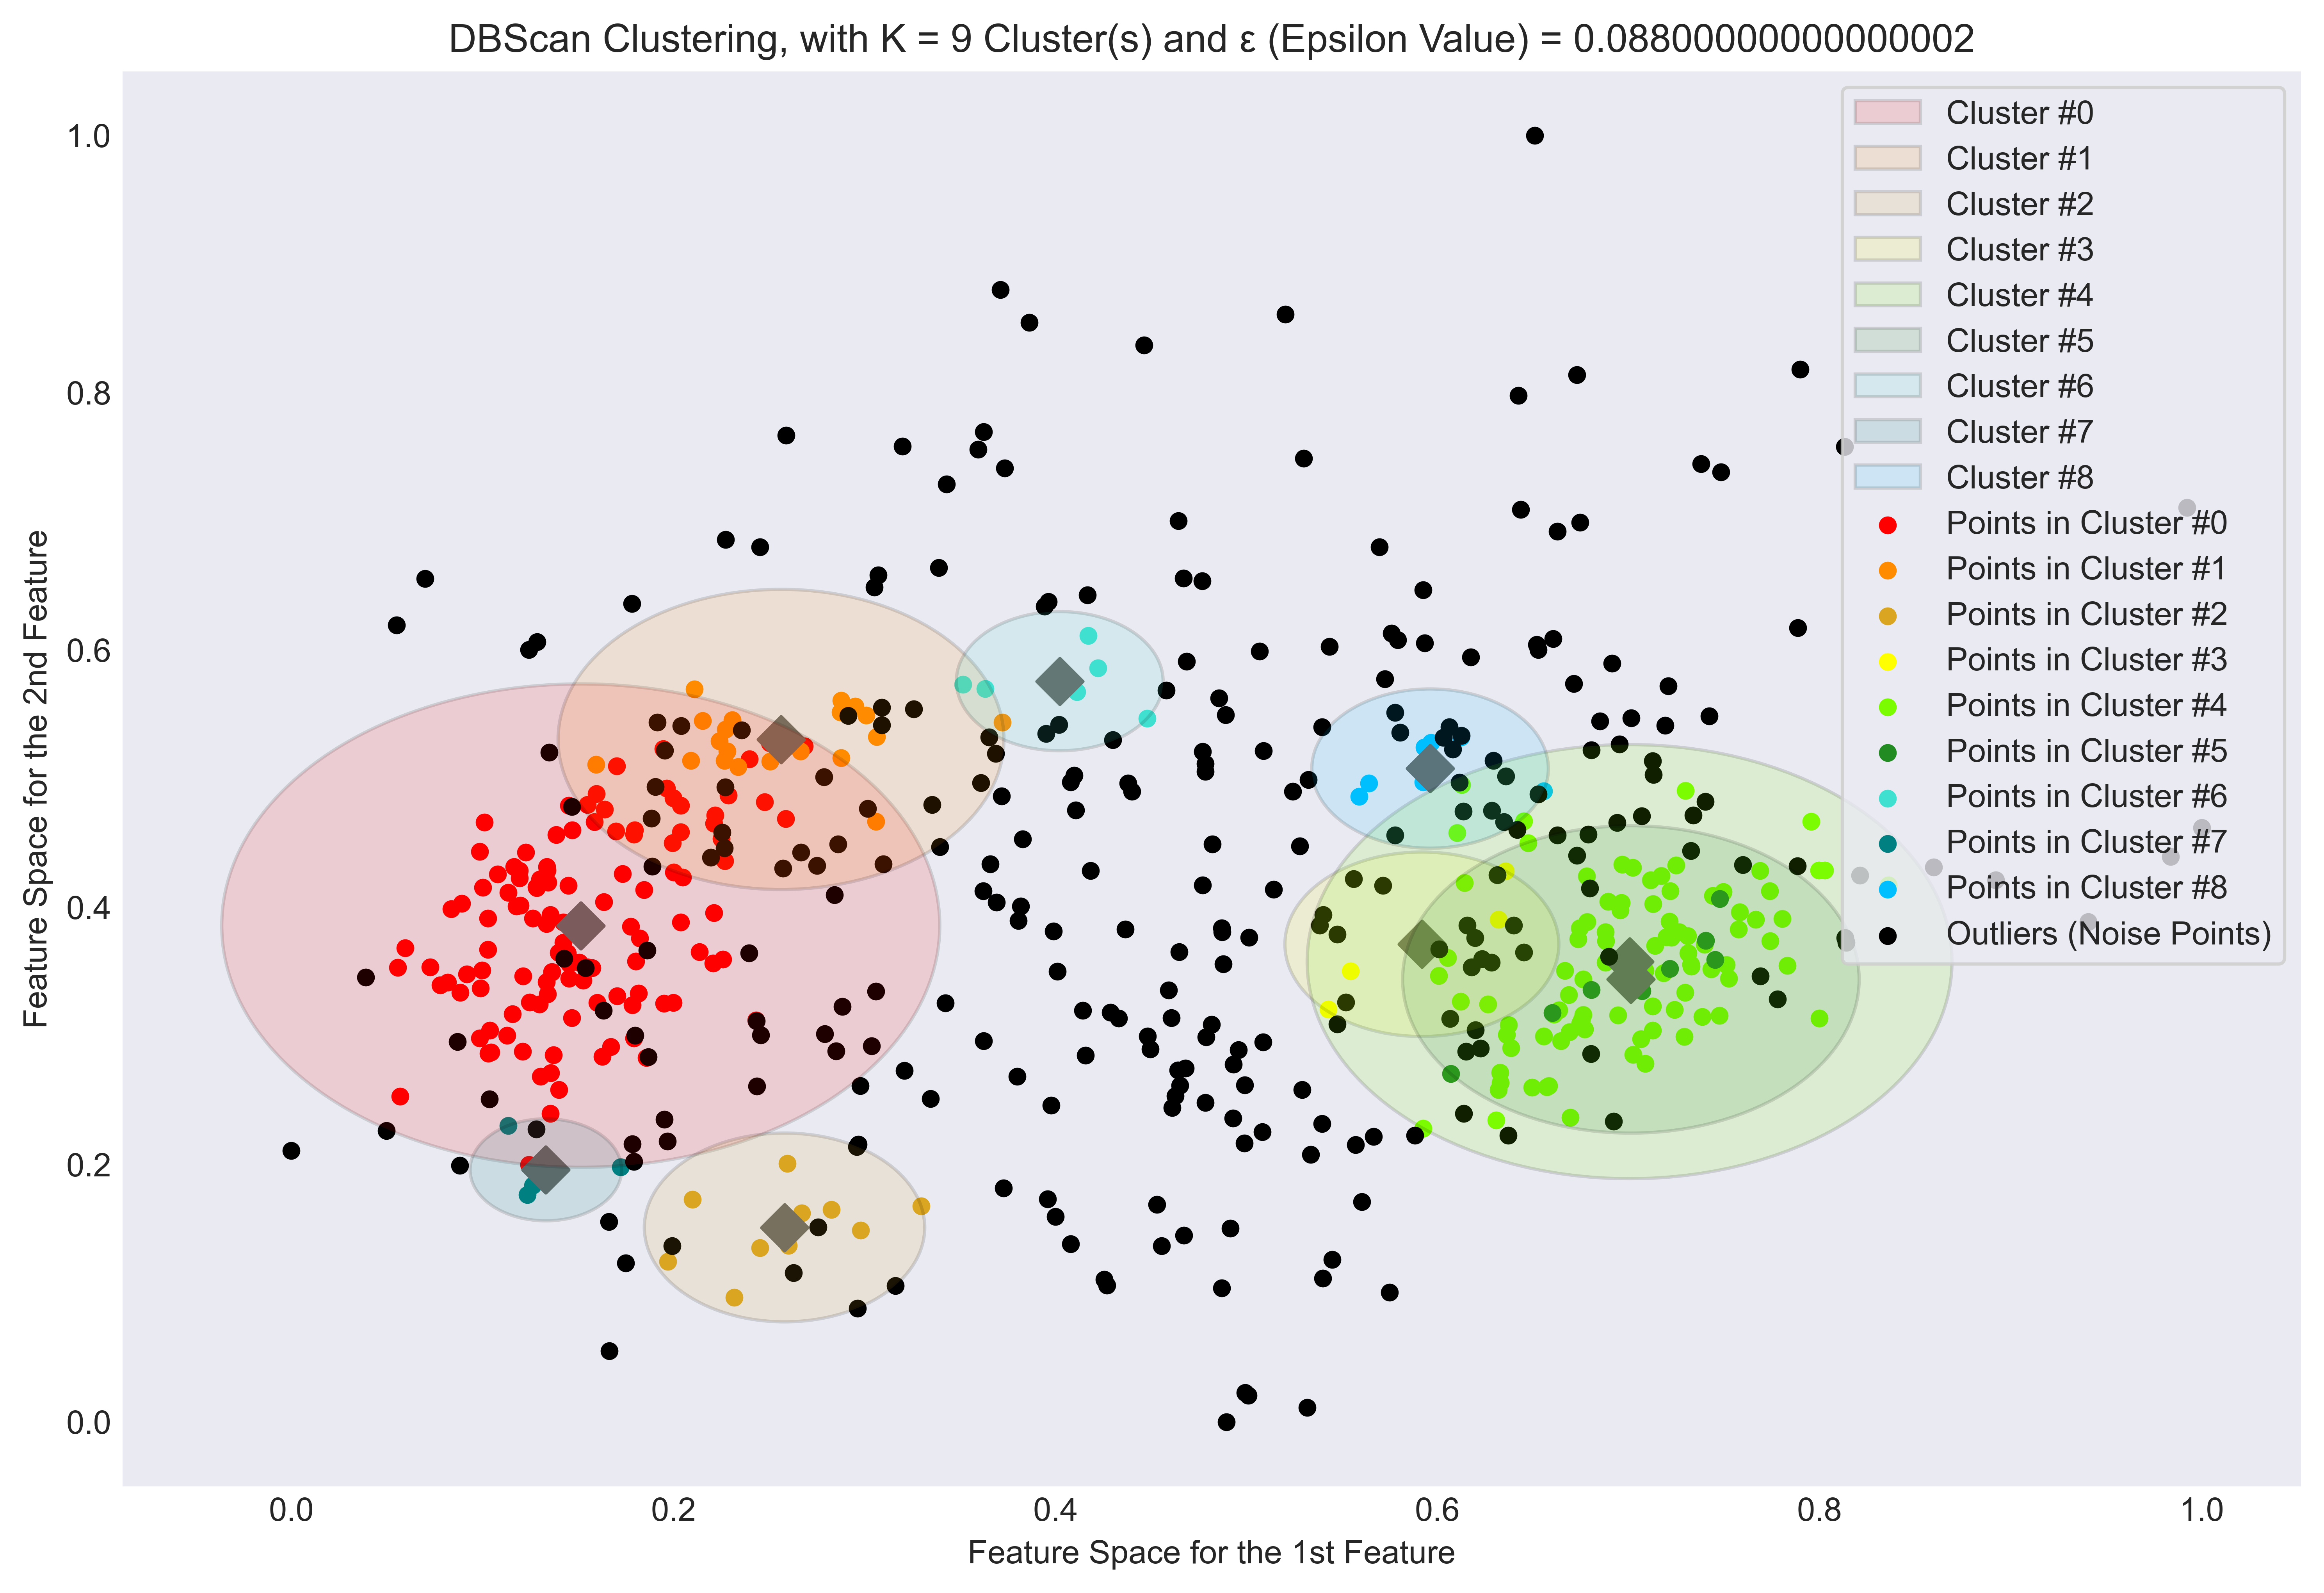 DBScan Clustering, with K = 9 Cluster(s) and ε (Epsilon Value) = 0.08800000000000002
Cluster #0
Cluster #1
Cluster #2
Cluster #3
Cluster #4
Cluster #5
Cluster #6
Cluster #7
Cluster #8
Points in Cluster #0
Points in Cluster #1
Points in Cluster #2
Points in Cluster #3
Points in Cluster #4
Points in Cluster #5
Points in Cluster #6
Points in Cluster #7
Points in Cluster #8
Outliers (Noise Points)
Feature Space for the 2nd Feature
1.0
0.8
0.6
0.4
0.2
0.0
0.0 0.2 0.4 0.6 0.8 1.0
Feature Space for the 1st Feature